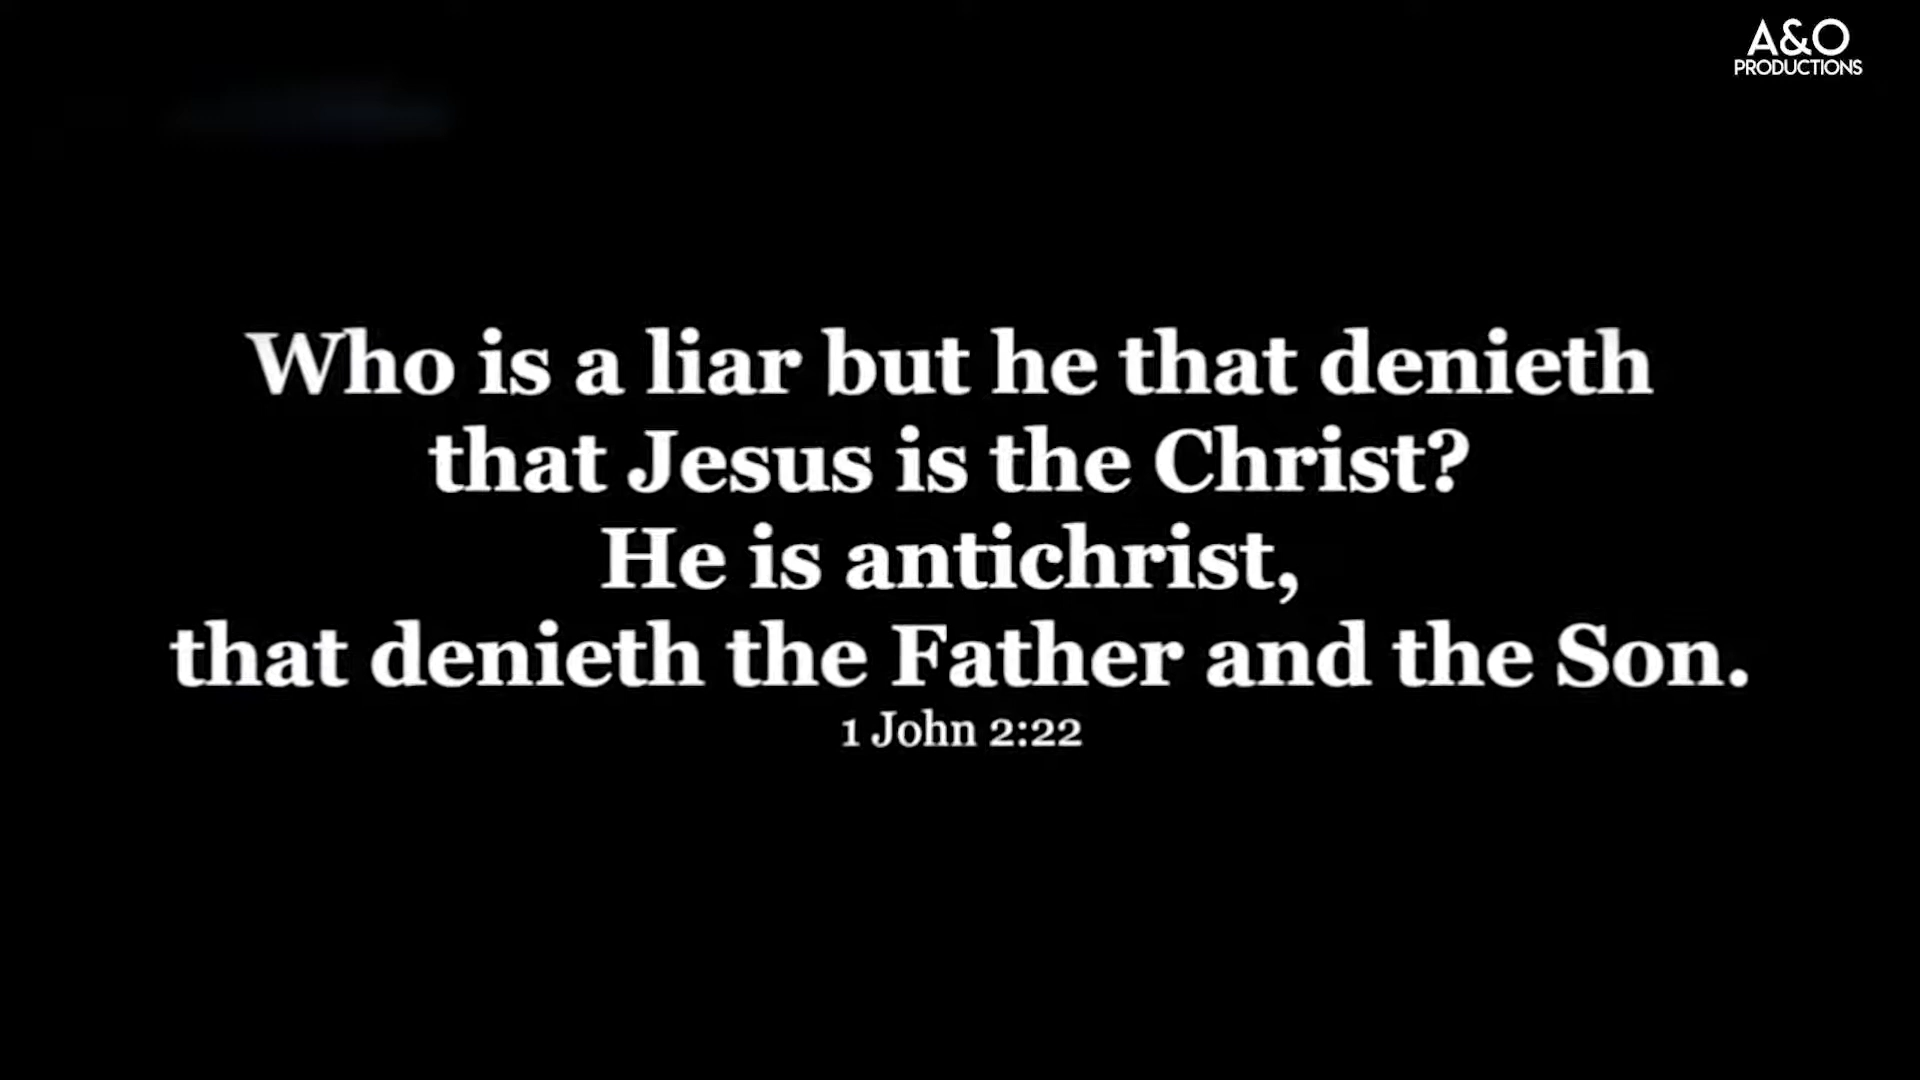 A&O
PRODUCTIONS
Who is a liar but he that denieth
that Jesus is the Christ?
He is antichrist,
that denieth the Father and the Son.
1 John 2:22